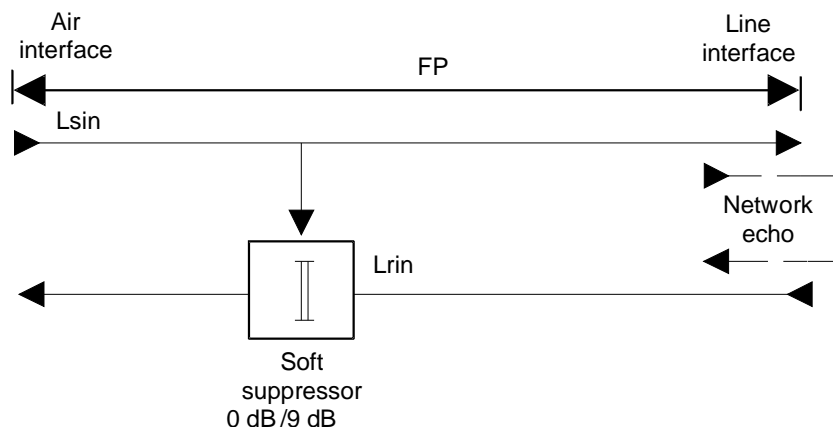 Air
interface
Line
interface
FP
Lsin
Network
echo
Lrin
Soft
suppressor
0 dB /9 dB